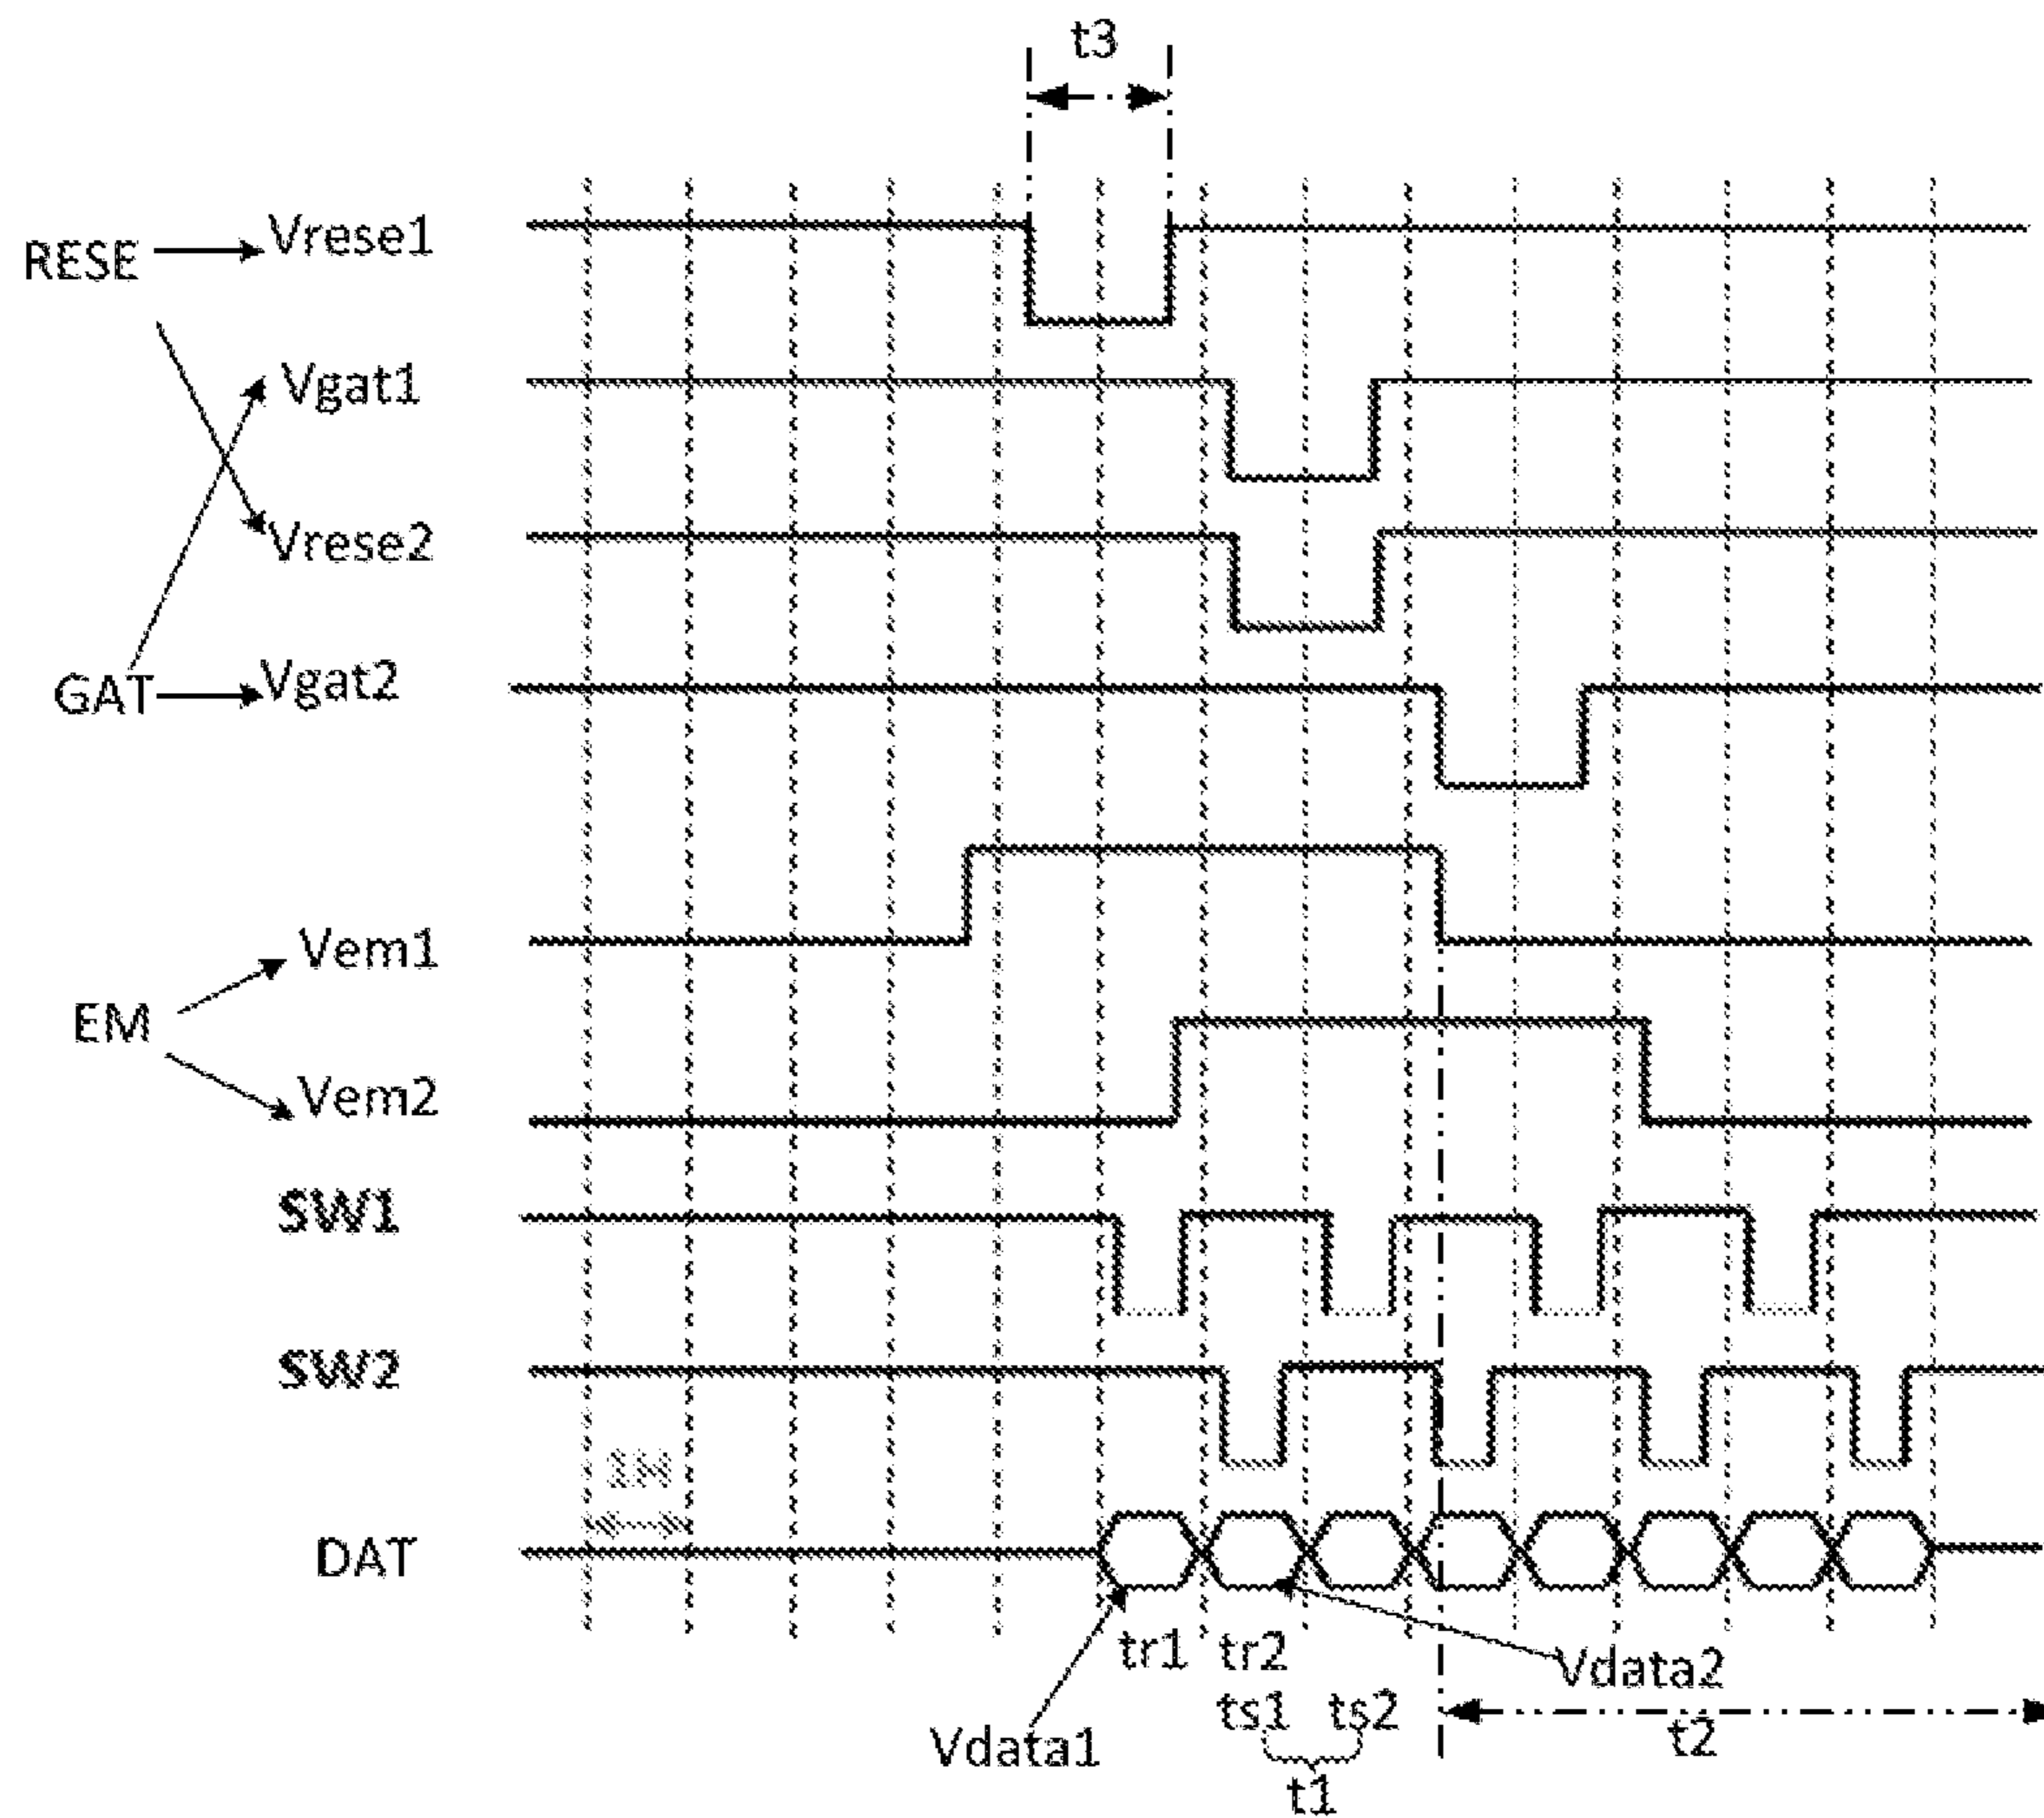 t3
RESE
Vrese1
Vgat1
Vrese2
GAT
Vgat2
Vem1
EM
Vem2
SW1
SW2
1H
DAT
tr1 tr2
Vdata2
ts1 ts2
Vdata1
t2
t1